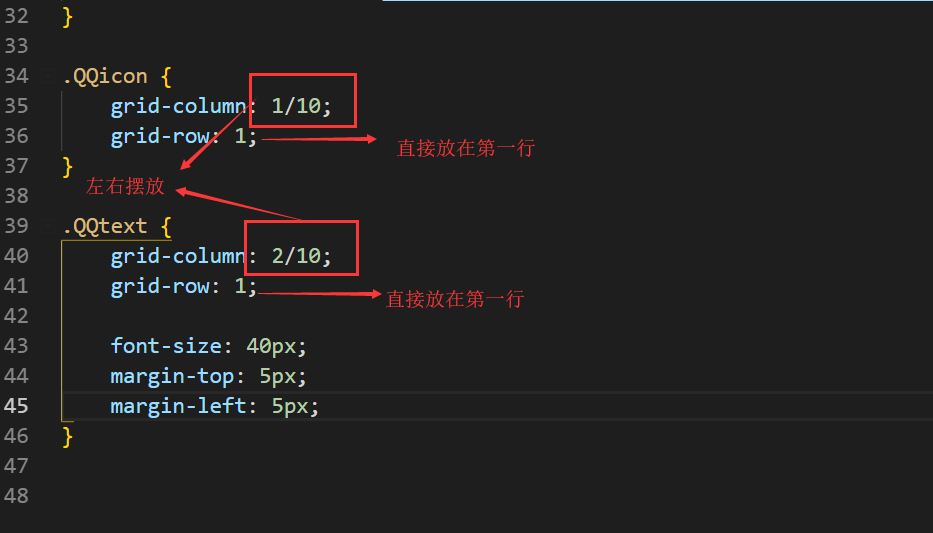 32 }
33
34 .QQicon {
35 grid-column: 1/10;
36 grid-row: 1; 直接放在第一行
37 }
左右摆放
38
39 .QQtext {
40 grid-column: 2/10;
41 grid-row: 1; 直接放在第一行
42
43 font-size: 40px;
44 margin-top: 5px;
45 margin-left: 5px;
46 }
47
48